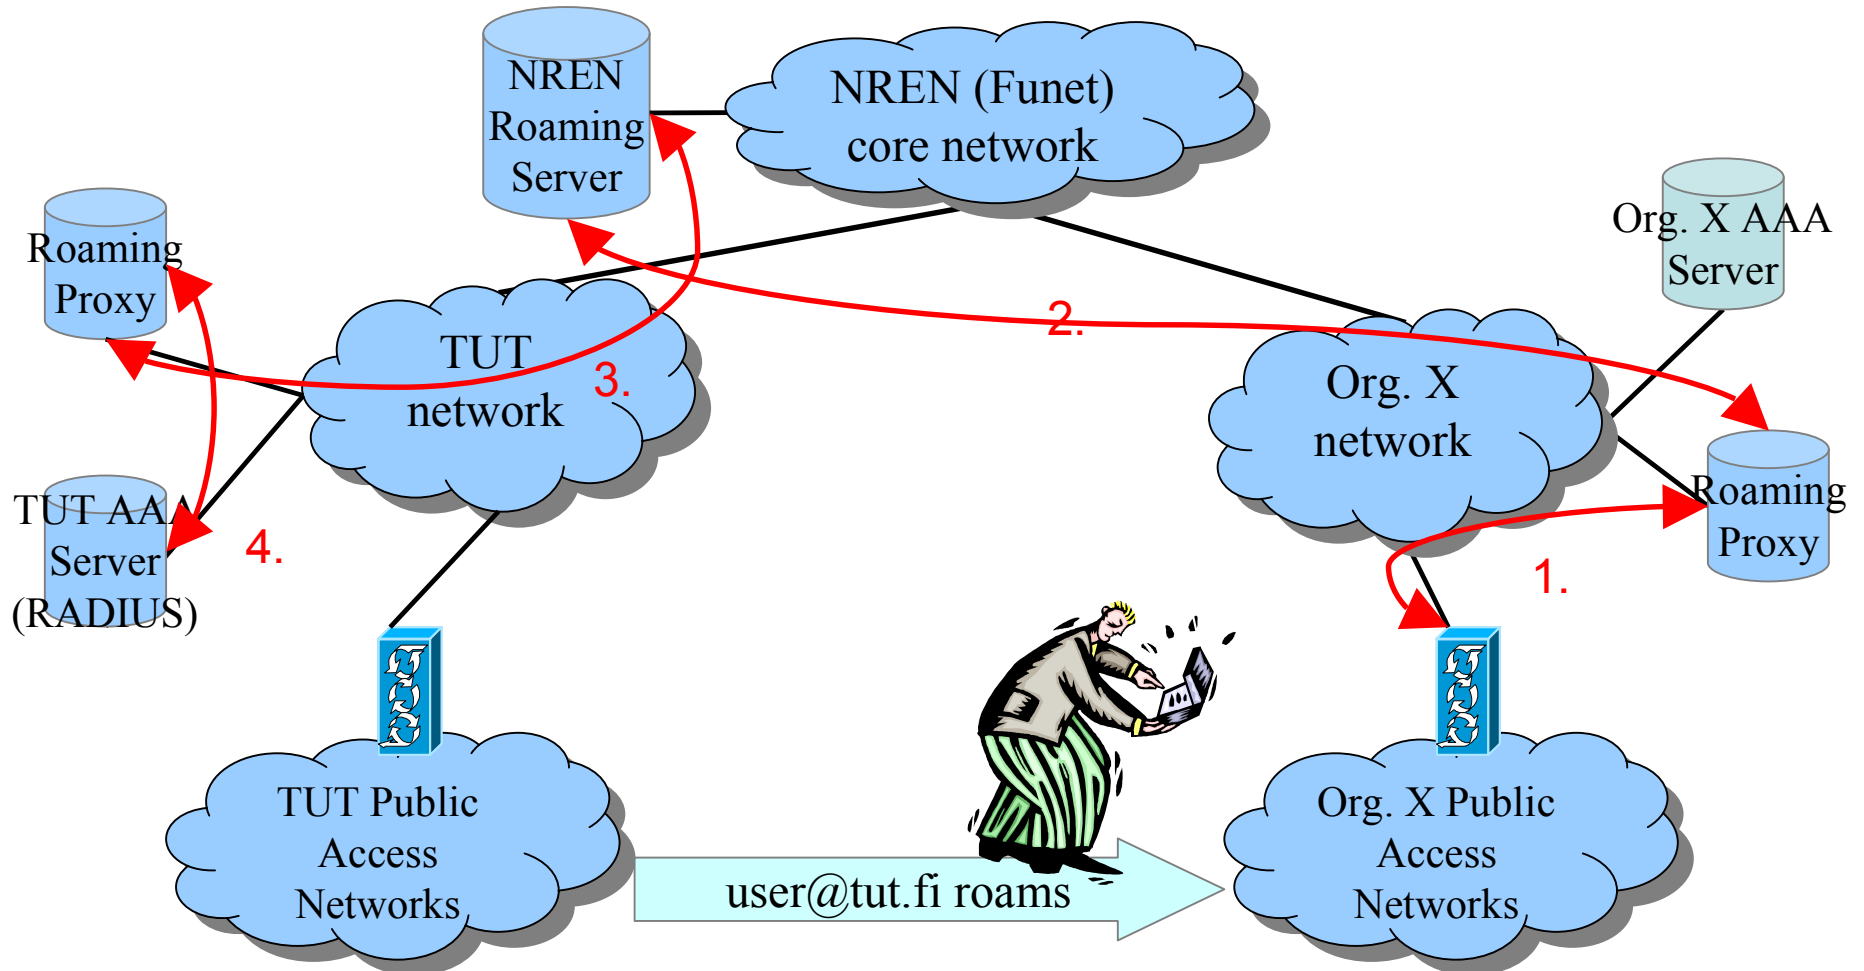 NREN
Roaming
Server
NREN (Funet)
core network
Roaming
Proxy
Org. X AAA
Server
TUT
network
2.
3.
Org. X
network
TUT AAA
Server
(RADIUS)
4.
Roaming
Proxy
1.
TUT Public
Access
Networks
user@tut.fi roams
Org. X Public
Access
Networks